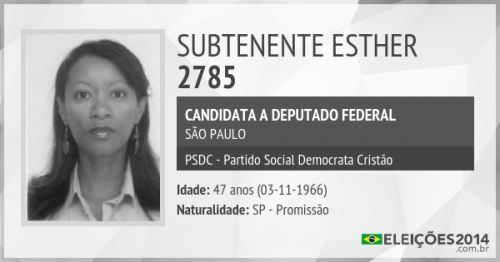 SUBTENENTE ESTHER
2785
CANDIDATA A DEPUTADO FEDERAL
SÃO PAULO
PSDC - Partido Social Democrata Cristão
Idade: 47 anos (03-11-1966)
Naturalidade: SP - Promissão
ELEIÇÕES2014
.com.br